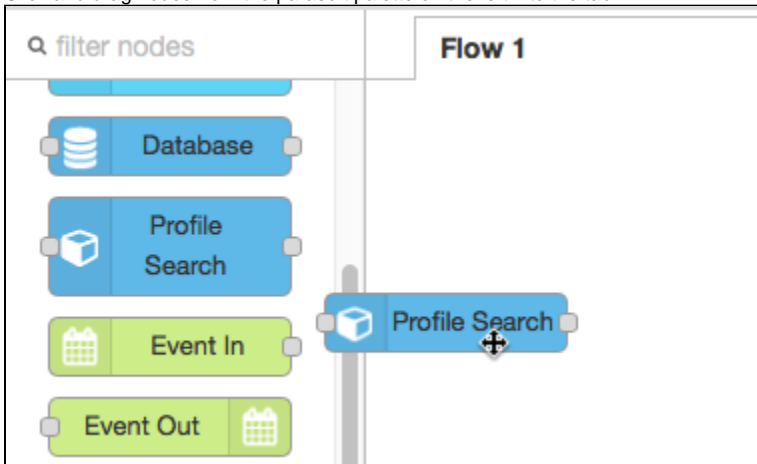 filter nodes
Flow 1
Database
Profile
Search
Profile Search
Event In
Event Out